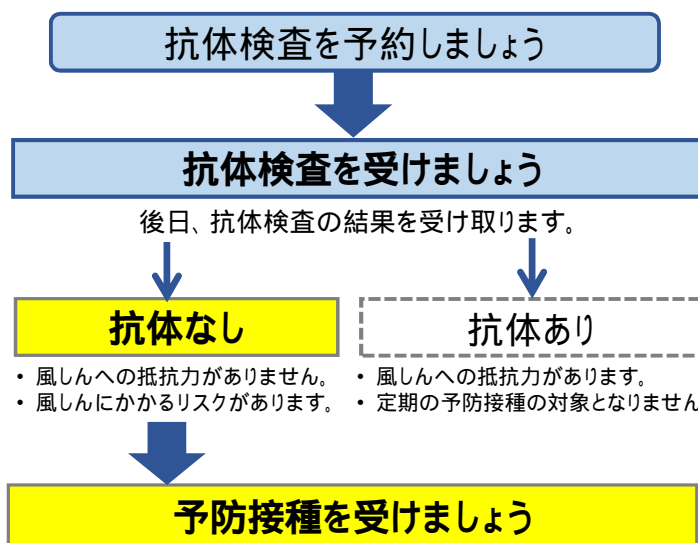 抗体検査を予約しましょう
抗体検査を受けましょう
後日、抗体検査の結果を受け取ります。
抗体なし
・ 風しんへの抵抗力がありません。
・ 風しんにかかるリスクがあります。
抗体あり
・ 風しんへの抵抗力があります。
・ 定期の予防接種の対象となりません
予防接種を受けましょう